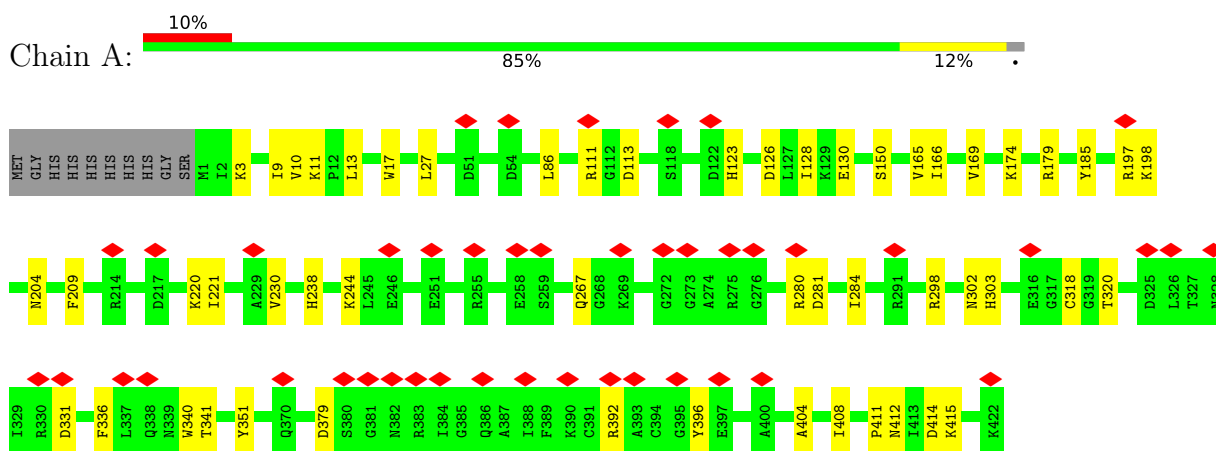 10%
Chain A:
85% 12% •
MET GLY HIS HIS HIS HIS HIS HIS GLY SER M1 I2 K3 I9 V10 K11 P12 L13 W17 L27 D51 D54 L86 R111 G112 D113 S118 D122 H123 D126 L127 I128 K129 E130 S150 V165 I166 V169 K174 R179 Y185 R197 K198
N204 F209 R214 D217 K220 I221 A229 V230 H238 K244 L245 E246 E251 R255 E258 S259 Q267 G268 K269 G272 G273 A274 R275 G276 R280 D281 I284 R291 R298 N302 H303 E316 G317 C318 G319 T320 D325 L326 T327 N328
I329 R330 D331 F336 L337 Q338 N339 W340 T341 Y351 Q370 D379 S380 G381 N382 R383 I384 G385 Q386 A387 I388 F389 K390 C391 R392 A393 C394 G395 Y396 E397 A400 A404 I408 P411 N412 I413 D414 K415 K422